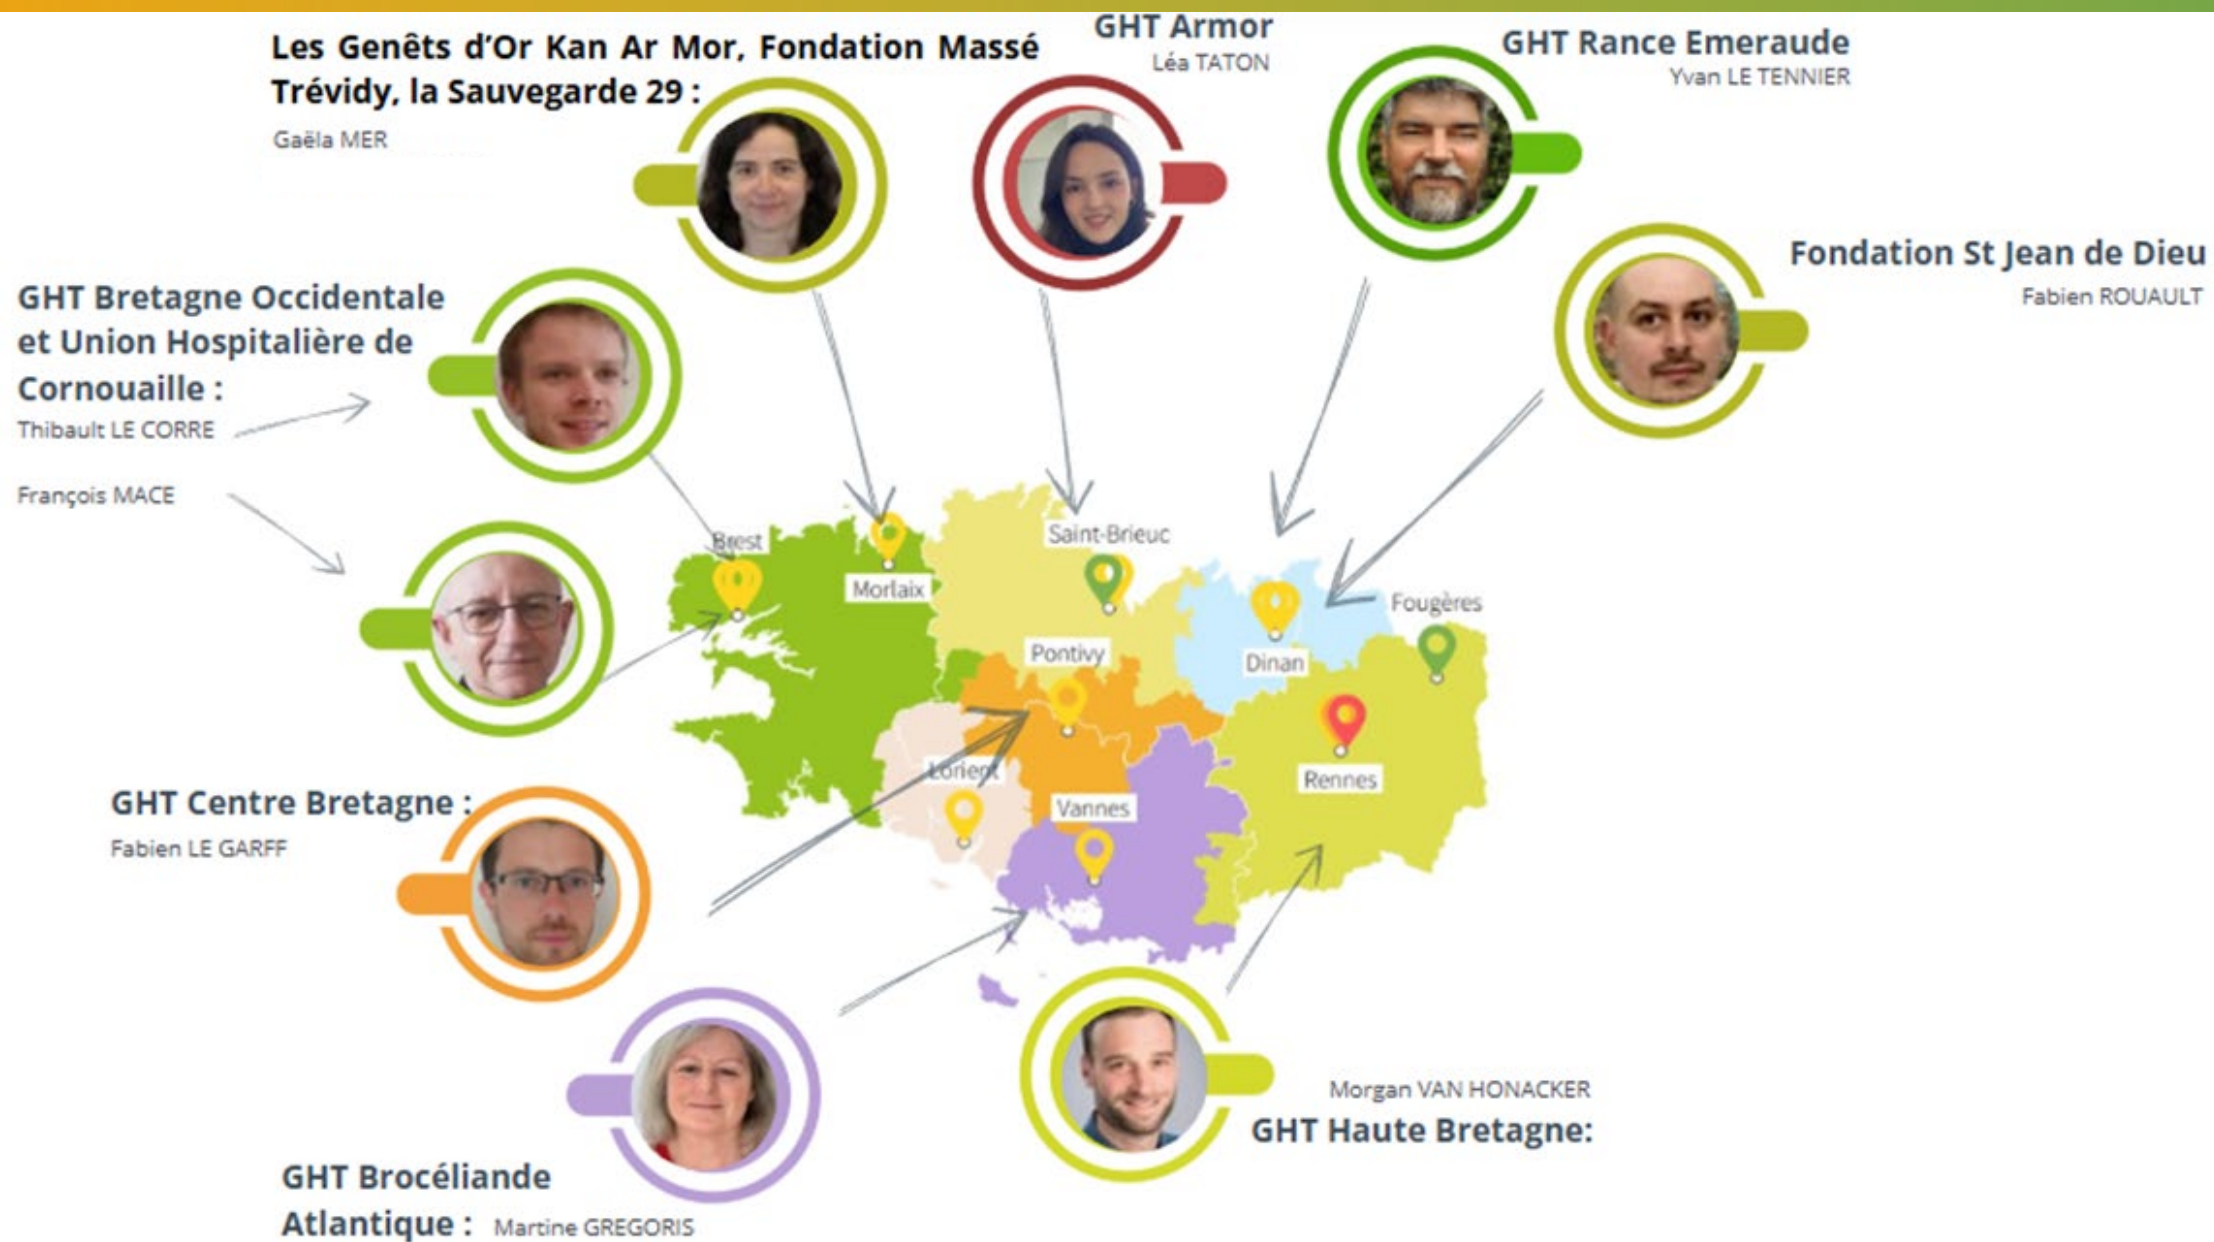 Les Genêts d'Or Kan Ar Mor, Fondation Massé
Trévidy, la Sauvegarde 29 :
Gaëla MER
GHT Armor
Léa TATON
GHT Rance Emeraude
Yvan LE TENNIER
Fondation St Jean de Dieu
Fabien ROUAULT
GHT Bretagne Occidentale
et Union Hospitalière de
Cornouaille :
Thibault LE CORRE
François MACE
Brest
Morlaix
Saint-Brieuc
Fougères
Pontivy
Dinan
Lorient
Vannes
Rennes
GHT Centre Bretagne :
Fabien LE GARFF
Morgan VAN HONACKER
GHT Haute Bretagne:
GHT Brocéliande
Atlantique : Martine GREGORIS